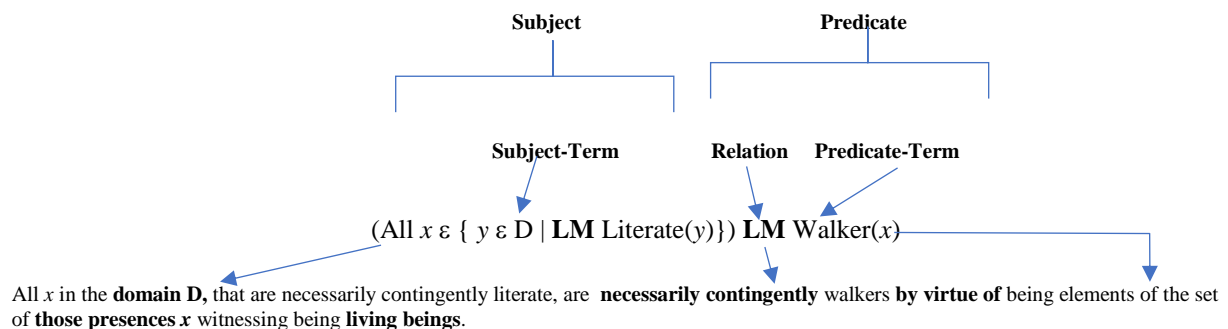 Subject Predicate
Subject-Term Relation Predicate-Term
(All x ε { y ε D | LM Literate(y)}) LM Walker(x)
All x in the domain D, that are necessarily contingently literate, are necessarily contingently walkers by virtue of being elements of the set
of those presences x witnessing being living beings.